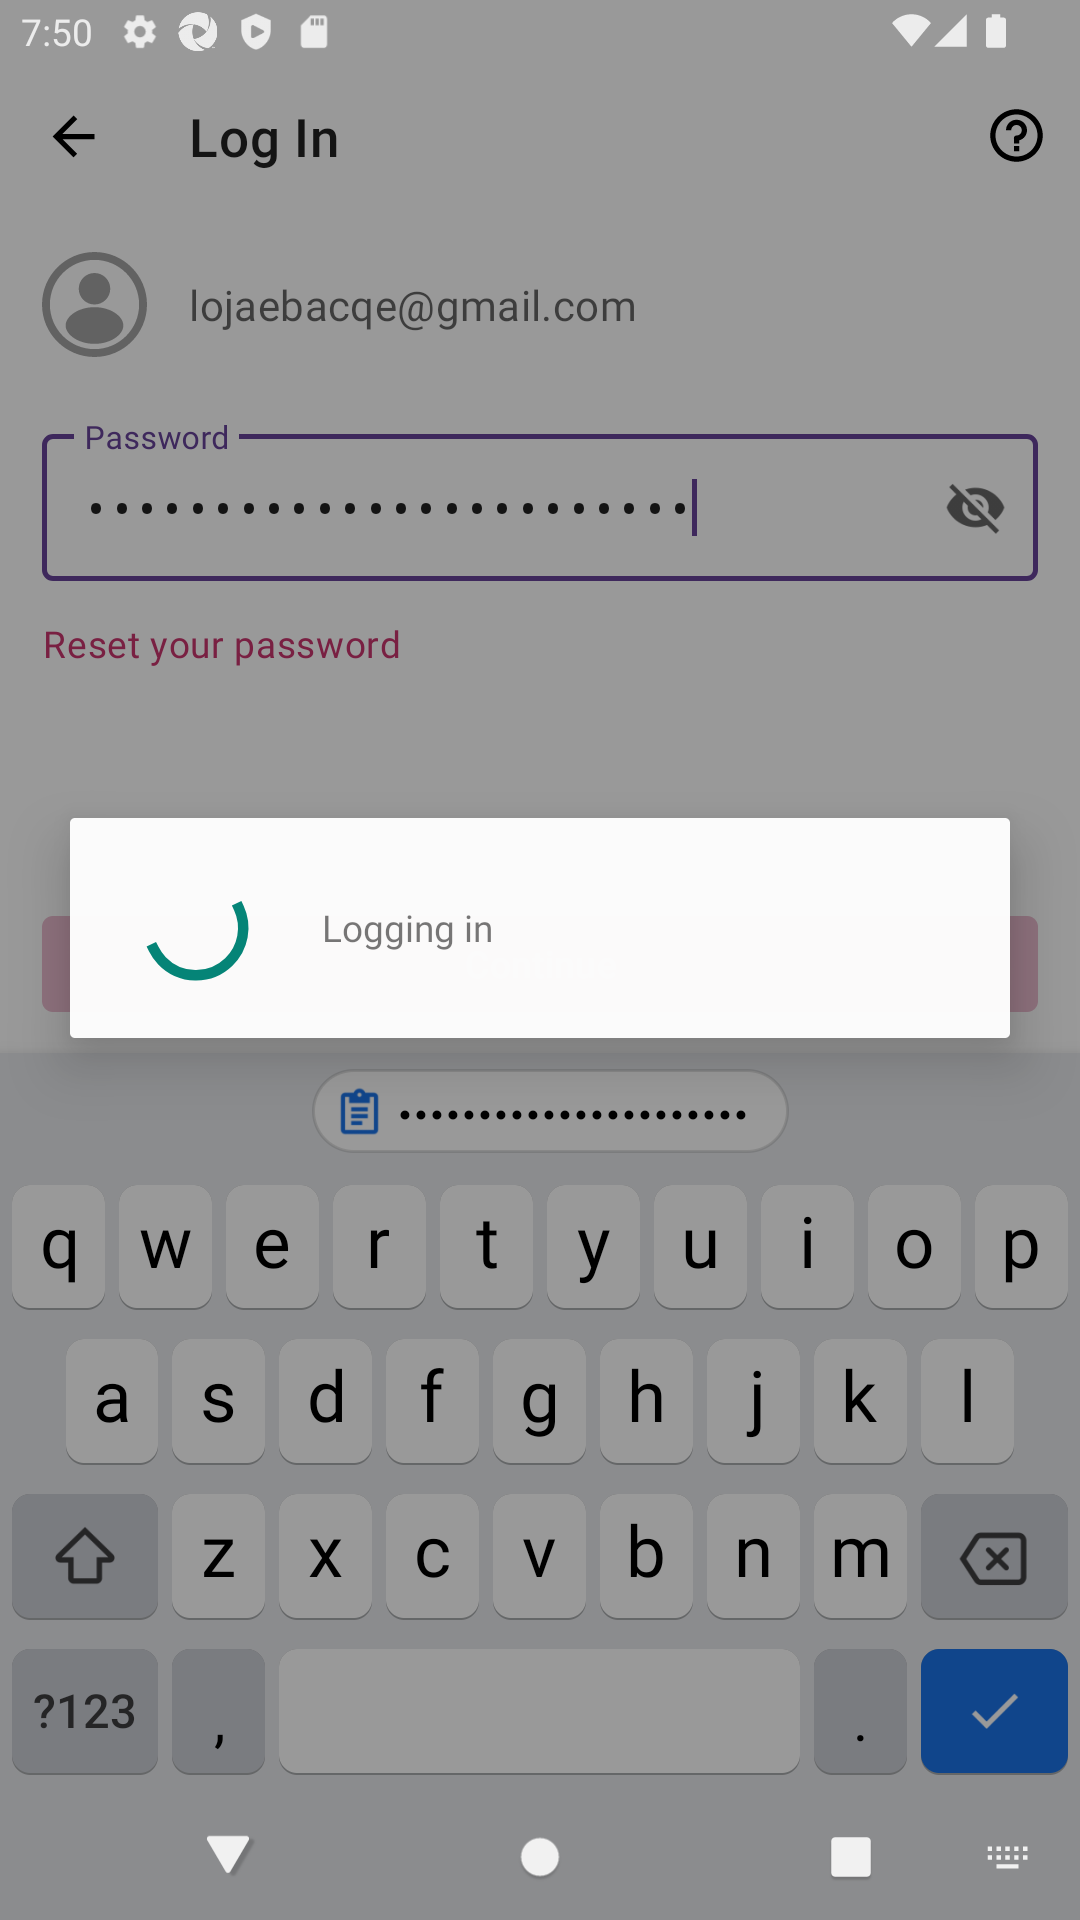 7:50
Log In
lojaebacqe@gmail.com
Password
••••••••••••••••••••••••
Reset your password
Logging in
••••••••••••••••••••••
q w e r t y u i o p
a s d f g h j k l
z x c v b n m
?123 , .